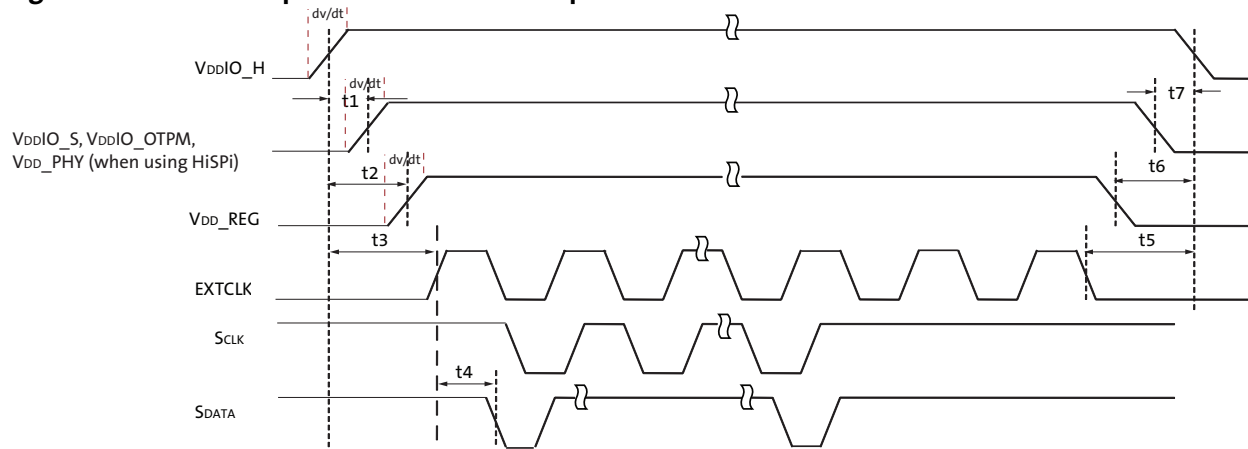 dv/dt
VDDIO_H
dv/dt
t1
t7
VDDIO_S, VDDIO_OTPM,
VDD_PHY (when using HiSPi)
dv/dt
t2
t6
VDD_REG
t3
t5
EXTCLK
SCLK
t4
SDATA